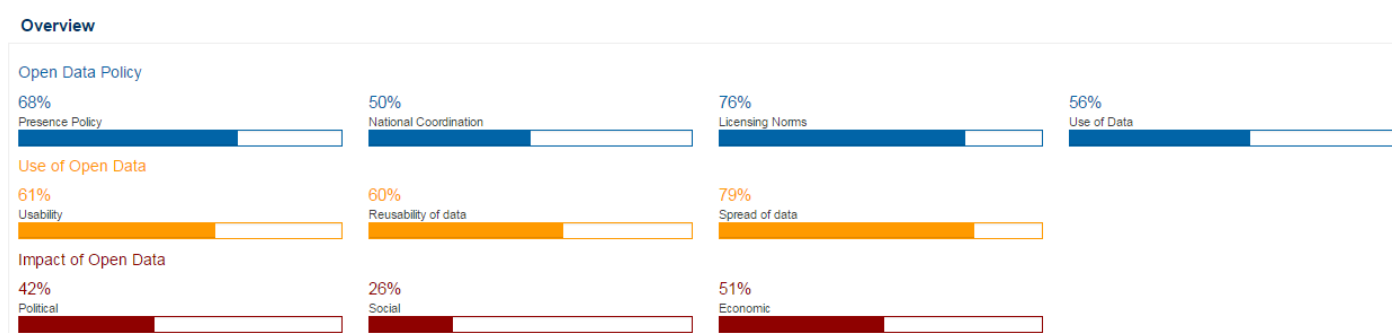 Overview
Open Data Policy
68% 50% 76% 56%
Presence Policy National Coordination Licensing Norms Use of Data
Use of Open Data
61% 60% 79%
Usability Reusability of data Spread of data
Impact of Open Data
42% 26% 51%
Political Social Economic